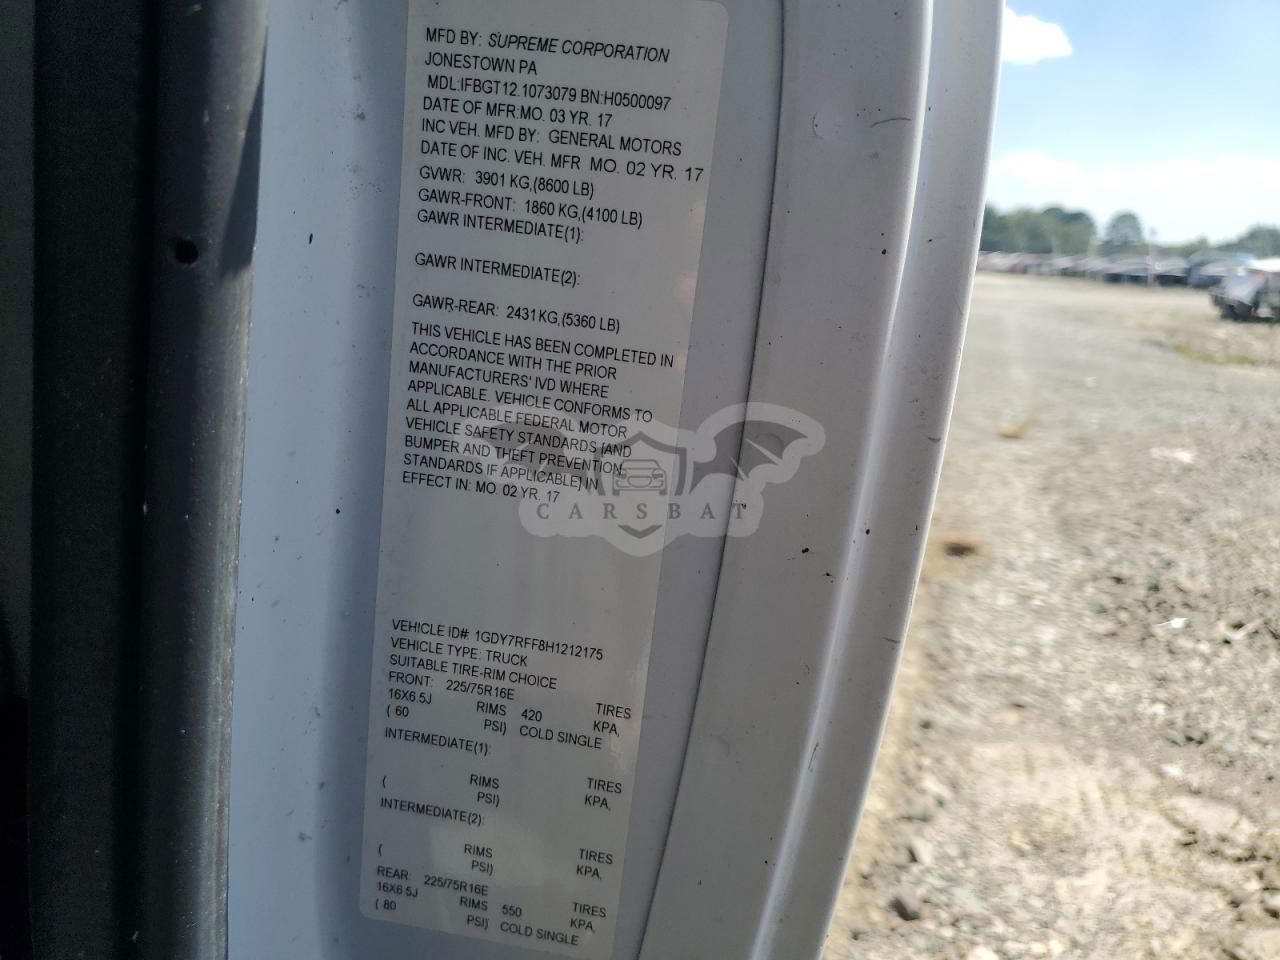 MFD BY: SUPREME CORPORATION
JONESTOWN PA
MDL:IFBGT12.1073079 BN:H0500097
DATE OF MFR:MO. 03 YR. 17
INC VEH. MFD BY: GENERAL MOTORS
DATE OF INC. VEH. MFR MO. 02 YR. 17
GVWR: 3901 KG,(8600 LB)
GAWR-FRONT: 1860 KG,(4100 LB)
GAWR INTERMEDIATE(1):
GAWR INTERMEDIATE(2):
GAWR-REAR: 2431 KG,(5360 LB)
THIS VEHICLE HAS BEEN COMPLETED IN
ACCORDANCE WITH THE PRIOR
MANUFACTURERS' IVD WHERE
APPLICABLE. VEHICLE CONFORMS TO
ALL APPLICABLE FEDERAL MOTOR
VEHICLE SAFETY STANDARDS [AND
BUMPER AND THEFT PREVENTION
STANDARDS IF APPLICABLE] IN
EFFECT IN: MO. 02 YR. 17
CARSBAT
VEHICLE ID#: 1GDY7RFF8H1212175
VEHICLE TYPE: TRUCK
SUITABLE TIRE-RIM CHOICE
FRONT: 225/75R16E TIRES
16X6.5J RIMS 420 KPA,
( 60 PSI) COLD SINGLE
INTERMEDIATE(1):
TIRES
RIMS KPA,
( PSI)
INTERMEDIATE(2):
TIRES
RIMS KPA,
( PSI)
REAR: 225/75R16E TIRES
16X6.5J RIMS 550 KPA,
( 80 PSI) COLD SINGLE